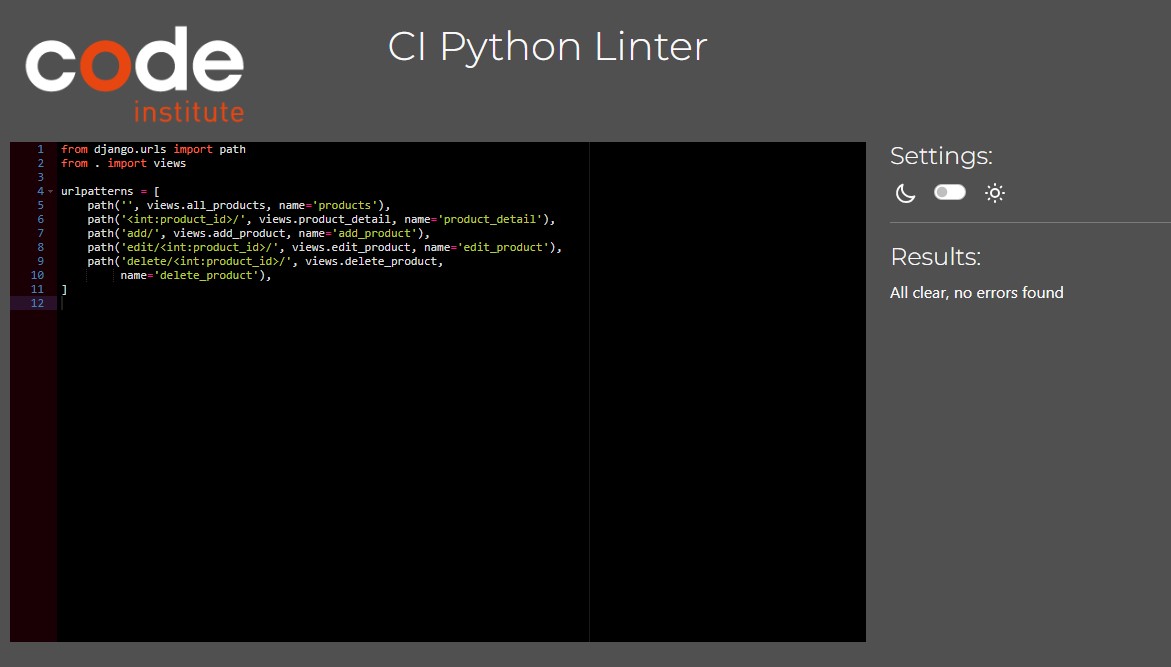 code
institute
CI Python Linter
1 from django.urls import path
2 from . import views
3
4 urlpatterns = [
5     path('', views.all_products, name='products'),
6     path('<int:product_id>/', views.product_detail, name='product_detail'),
7     path('add/', views.add_product, name='add_product'),
8     path('edit/<int:product_id>/', views.edit_product, name='edit_product'),
9     path('delete/<int:product_id>/', views.delete_product,
10          name='delete_product'),
11 ]
12
Settings:
Results:
All clear, no errors found